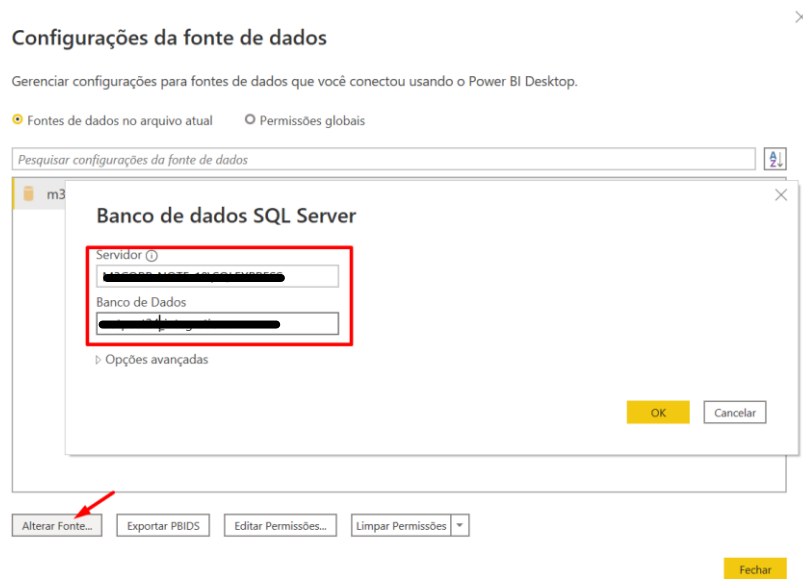 Configurações da fonte de dados
Gerenciar configurações para fontes de dados que você conectou usando o Power BI Desktop.
Fontes de dados no arquivo atual Permissões globais
Pesquisar configurações da fonte de dados
m3
Banco de dados SQL Server
Servidor
Banco de Dados
Opções avançadas
OK Cancelar
Alterar Fonte... Exportar PBIDS Editar Permissões... Limpar Permissões
Fechar